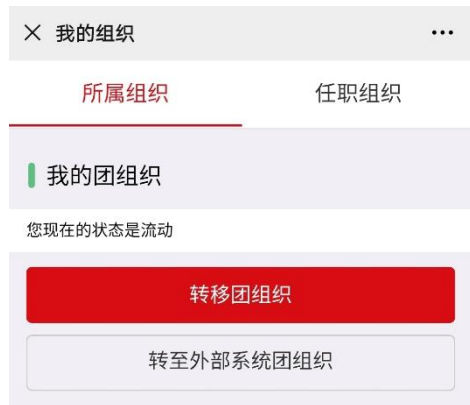 我的组织
所属组织 任职组织
我的团组织
您现在的状态是流动
转移团组织
转至外部系统团组织